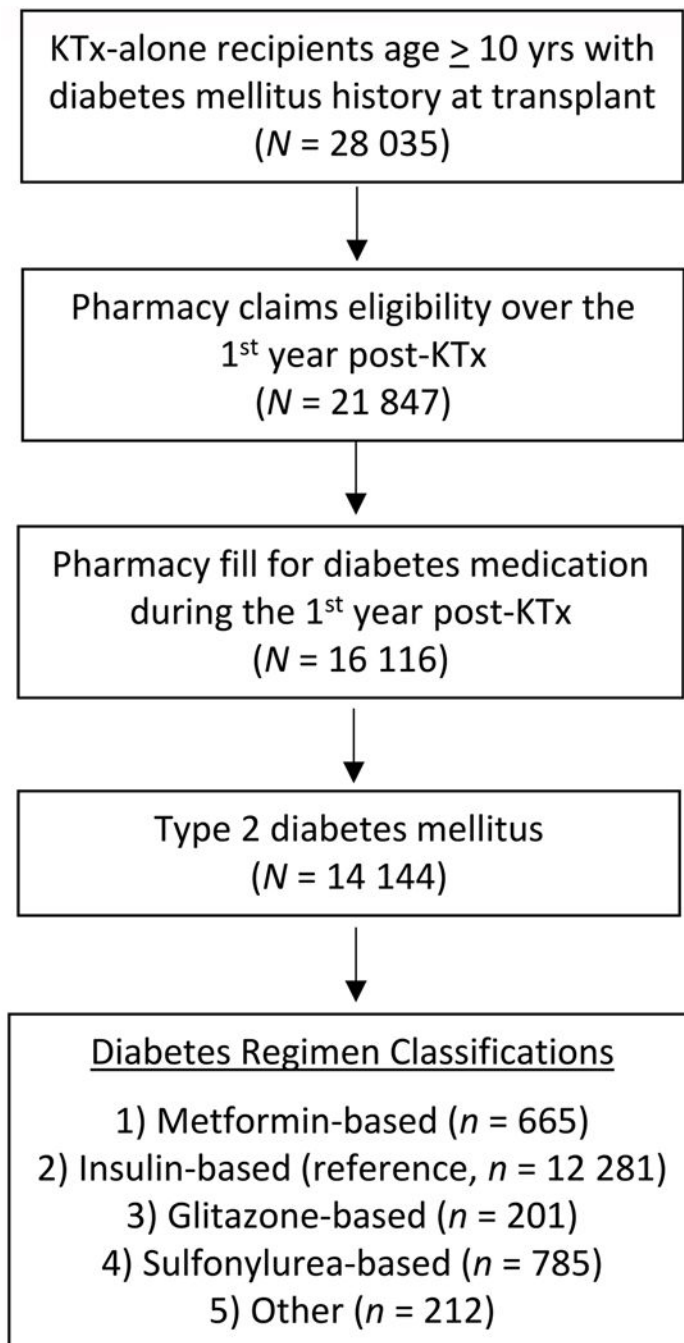 KTx-alone recipients age ≥ 10 yrs with
diabetes mellitus history at transplant
(N = 28 035)
Pharmacy claims eligibility over the
1st year post-KTx
(N = 21 847)
Pharmacy fill for diabetes medication
during the 1st year post-KTx
(N = 16 116)
Type 2 diabetes mellitus
(N = 14 144)
Diabetes Regimen Classifications
1) Metformin-based (n = 665)
2) Insulin-based (reference, n = 12 281)
3) Glitazone-based (n = 201)
4) Sulfonylurea-based (n = 785)
5) Other (n = 212)